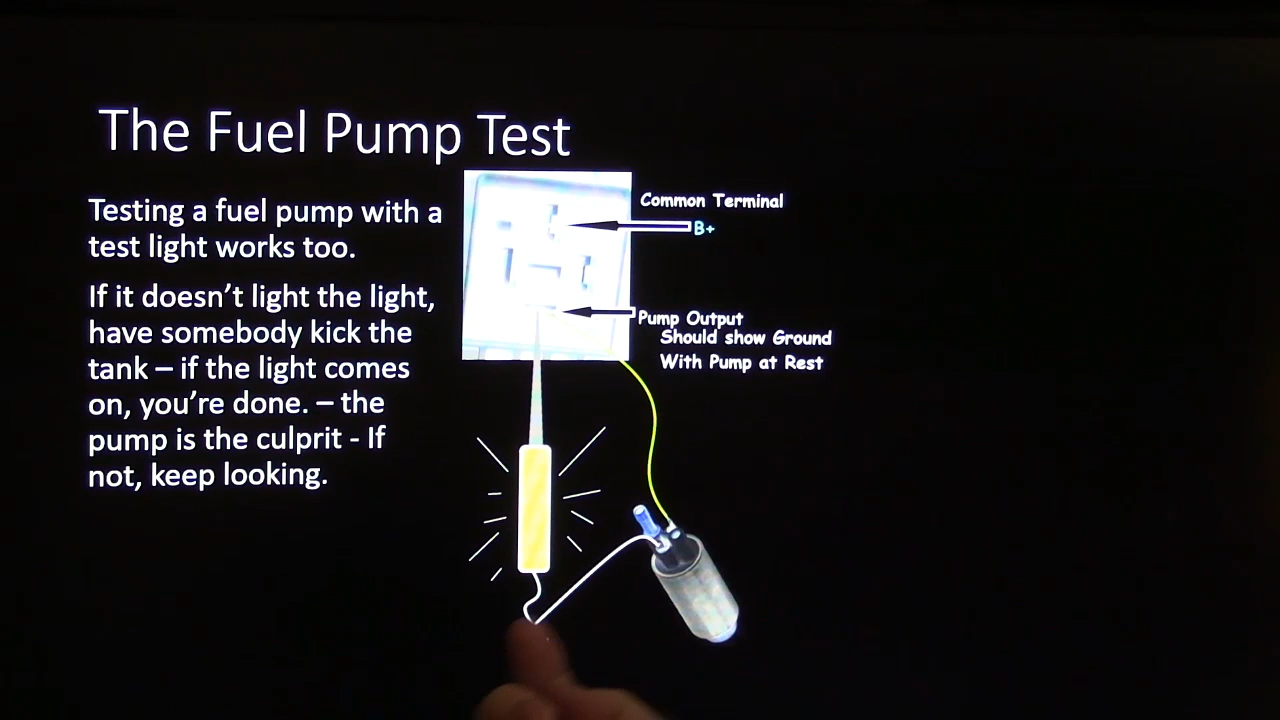 The Fuel Pump Test
Testing a fuel pump with a
test light works too.
If it doesn’t light the light,
have somebody kick the
tank – if the light comes
on, you’re done. – the
pump is the culprit - If
not, keep looking.
Common Terminal
B+
Pump Output
Should show Ground
With Pump at Rest